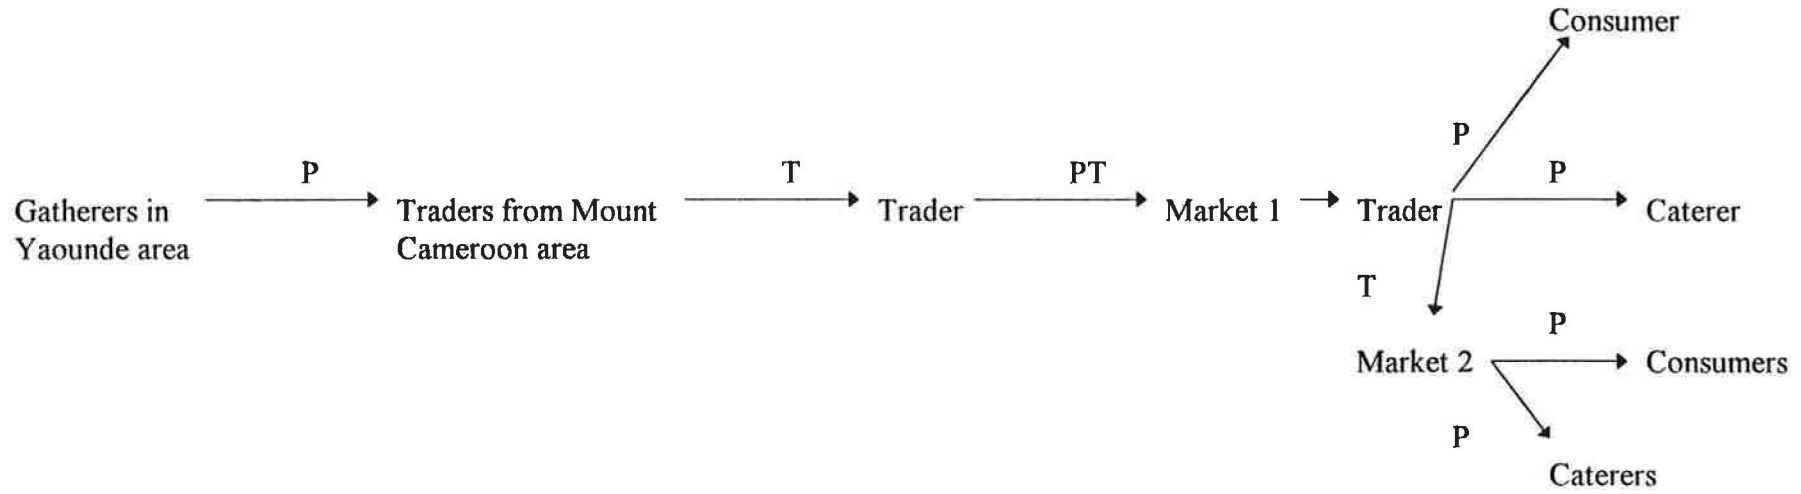 Consumer
P
P
T
PT
P
Gatherers in
Yaounde area
Traders from Mount
Cameroon area
Trader
Market 1
Trader
Caterer
T
P
Market 2
Consumers
P
Caterers